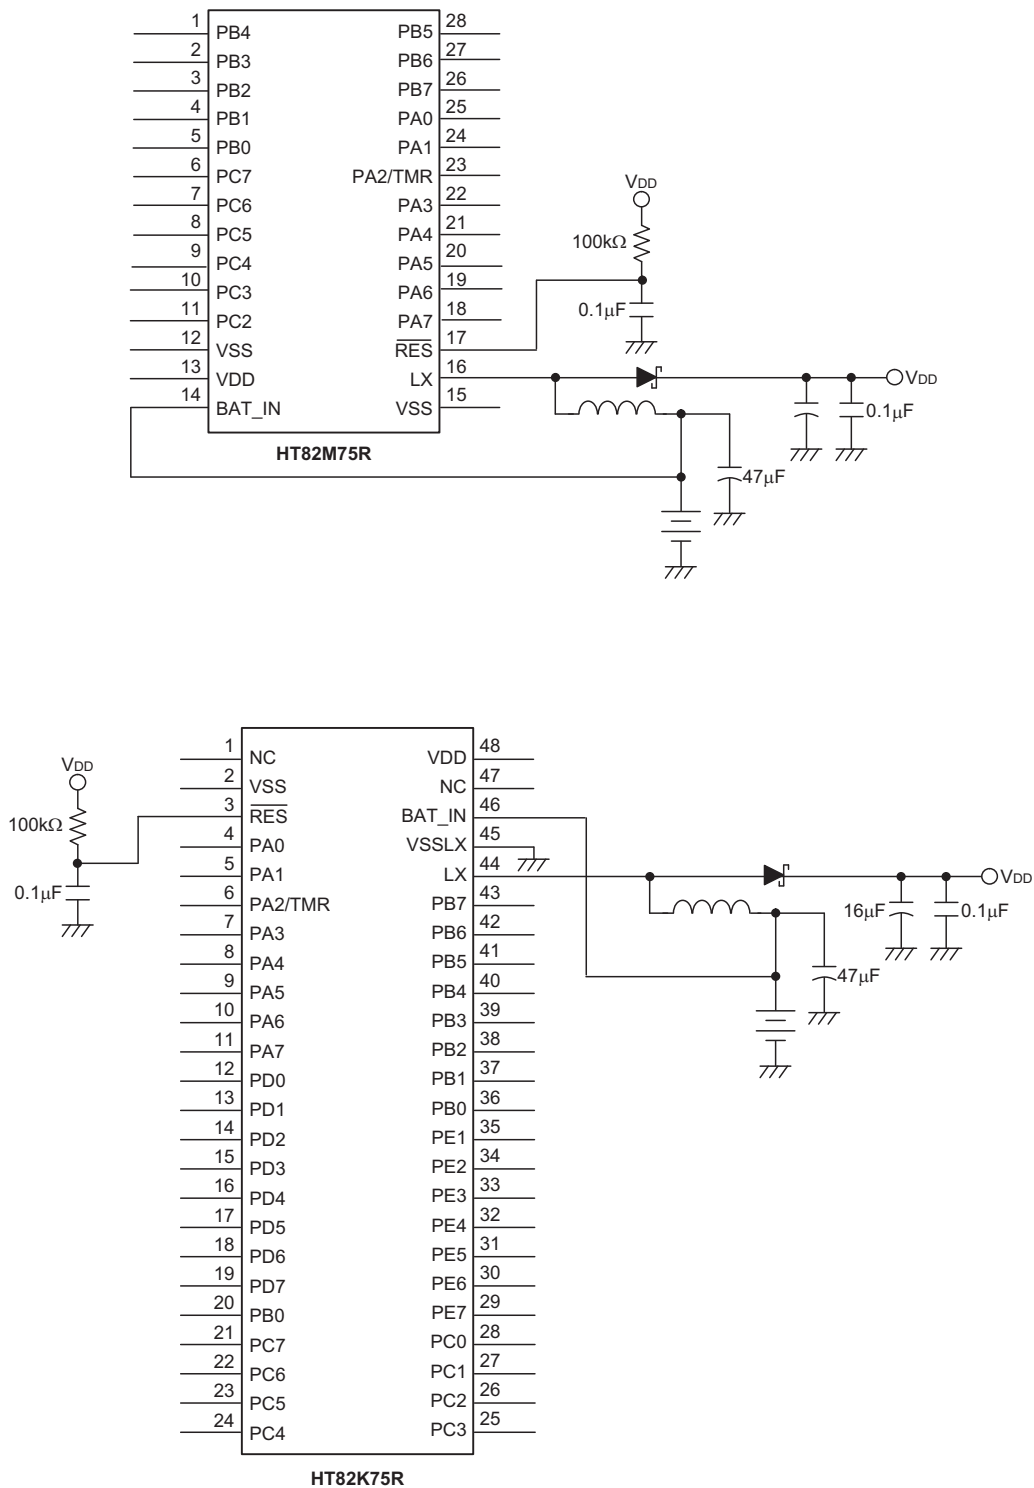 1 PB4 PB5 28
2 PB3 PB6 27
3 PB2 PB7 26
4 PB1 PA0 25
5 PB0 PA1 24
6 PC7 PA2/TMR 23
7 PC6 PA3 22
8 PC5 PA4 21
9 PC4 PA5 20
10 PC3 PA6 19
11 PC2 PA7 18
12 VSS RES 17
13 VDD LX 16
14 BAT_IN VSS 15
HT82M75R
VDD
100kΩ
0.1μF
VDD
0.1μF
47μF
1 NC VDD 48
2 VSS NC 47
3 RES BAT_IN 46
4 PA0 VSSLX 45
5 PA1 LX 44
6 PA2/TMR PB7 43
7 PA3 PB6 42
8 PA4 PB5 41
9 PA5 PB4 40
10 PA6 PB3 39
11 PA7 PB2 38
12 PD0 PB1 37
13 PD1 PB0 36
14 PD2 PE1 35
15 PD3 PE2 34
16 PD4 PE3 33
17 PD5 PE4 32
18 PD6 PE5 31
19 PD7 PE6 30
20 PB0 PE7 29
21 PC7 PC0 28
22 PC6 PC1 27
23 PC5 PC2 26
24 PC4 PC3 25
HT82K75R
VDD
100kΩ
0.1μF
VDD
16μF
0.1μF
47μF